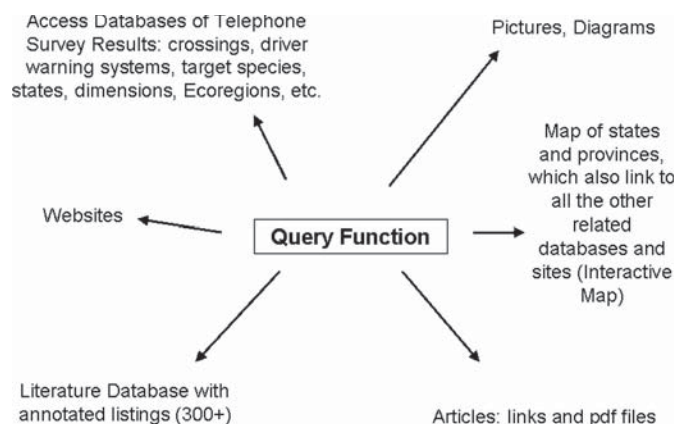 Access Databases of Telephone
Survey Results: crossings, driver
warning systems, target species,
states, dimensions, Ecoregions, etc.
Pictures, Diagrams
Map of states
and provinces,
which also link to
all the other
related
databases and
sites (Interactive
Map)
Websites
Query Function
Literature Database with
annotated listings (300+)
Articles: links and pdf files